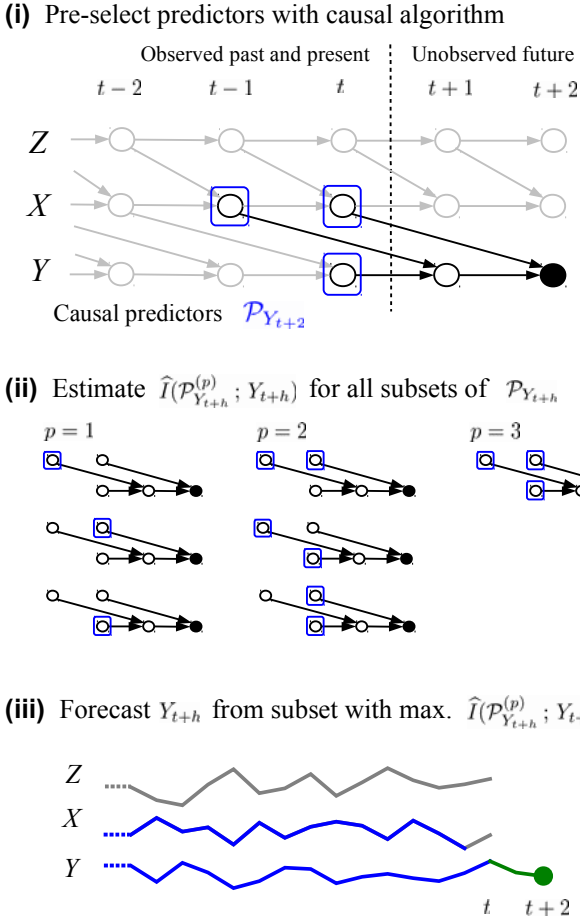 (i) Pre-select predictors with causal algorithm
Observed past and present Unobserved future
t − 2 t − 1 t t + 1 t + 2
Z
X
Y
Causal predictors 𝒫_{Y_{t+2}}
(ii) Estimate Î(𝒫^{(p)}_{Y_{t+h}} ; Y_{t+h}) for all subsets of 𝒫_{Y_{t+h}}
p = 1 p = 2 p = 3
(iii) Forecast Y_{t+h} from subset with max. Î(𝒫^{(p)}_{Y_{t+h}} ; Y_{t-
Z
X
Y
t t + 2